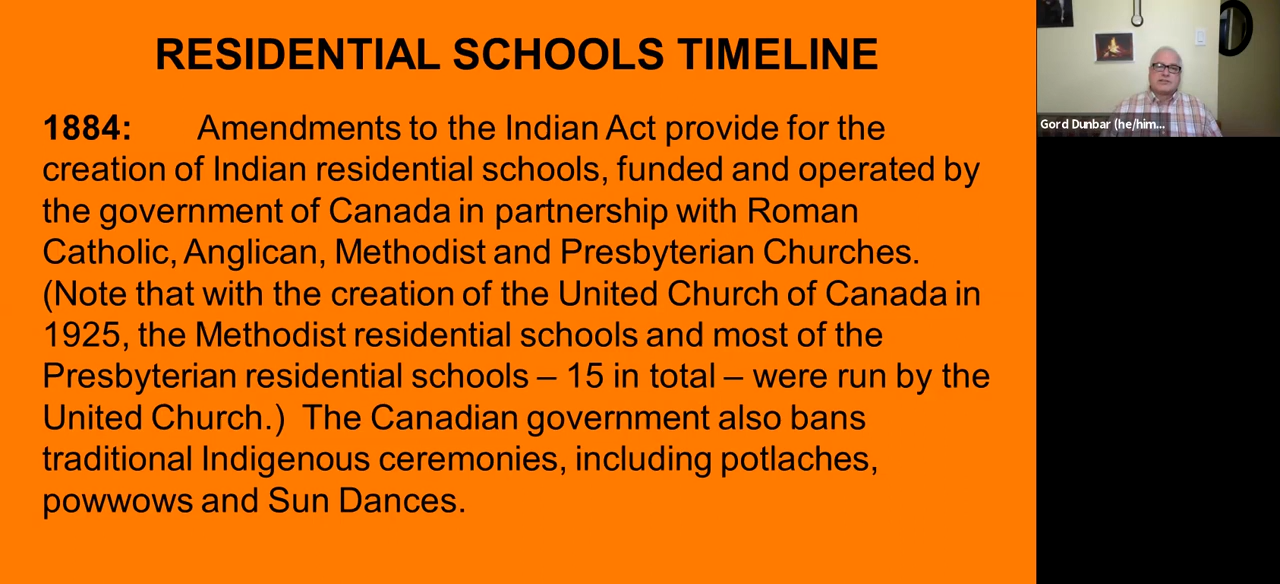 RESIDENTIAL SCHOOLS TIMELINE
1884: Amendments to the Indian Act provide for the
creation of Indian residential schools, funded and operated by
the government of Canada in partnership with Roman
Catholic, Anglican, Methodist and Presbyterian Churches.
(Note that with the creation of the United Church of Canada in
1925, the Methodist residential schools and most of the
Presbyterian residential schools – 15 in total – were run by the
United Church.) The Canadian government also bans
traditional Indigenous ceremonies, including potlaches,
powwows and Sun Dances.
Gord Dunbar (he/him...